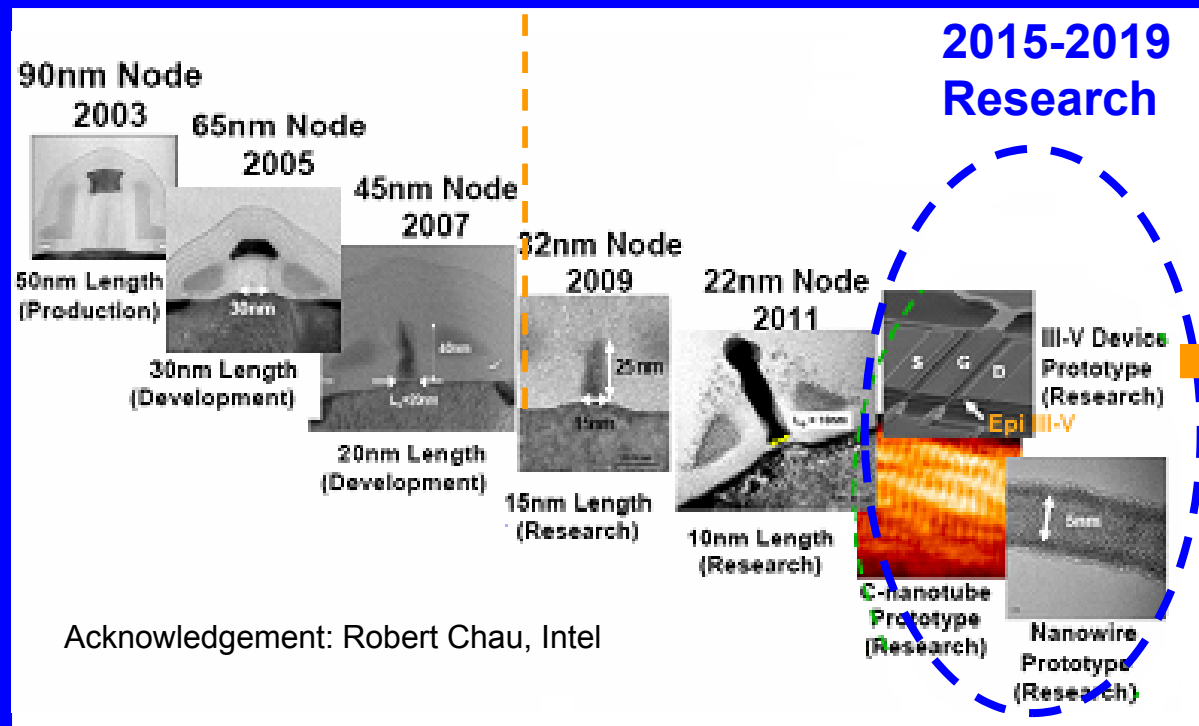 2015-2019
Research
90nm Node
2003
65nm Node
2005
45nm Node
2007
32nm Node
2009
22nm Node
2011
50nm Length
(Production)
30nm
30nm Length
(Development)
20nm Length
(Development)
25nm
15nm
15nm Length
(Research)
10nm Length
(Research)
S G D
Epi III-V
III-V Device
Prototype
(Research)
C-nanotube
Prototype
(Research)
5nm
Nanowire
Prototype
(Research)
Acknowledgement: Robert Chau, Intel